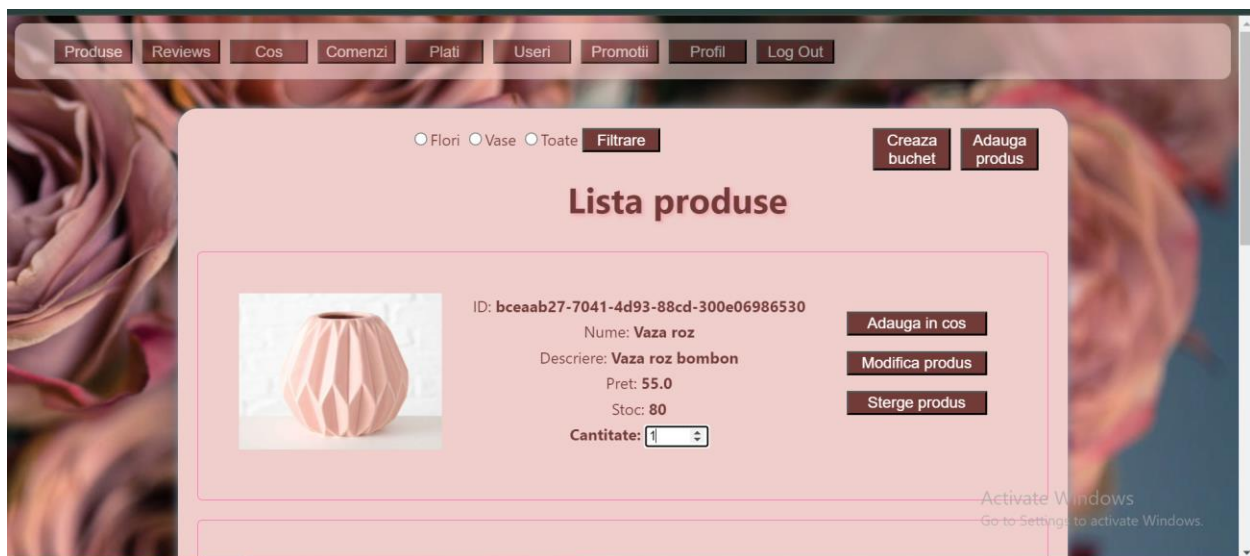 Produse Reviews Cos Comenzi Plati Useri Promotii Profil Log Out
Flori Vase Toate Filtrare
Creaza buchet
Adauga produs
Lista produse
ID: bceaab27-7041-4d93-88cd-300e06986530
Nume: Vaza roz
Descriere: Vaza roz bombon
Pret: 55.0
Stoc: 80
Cantitate: 1
Adauga in cos
Modifica produs
Sterge produs
Activate Windows
Go to Settings to activate Windows.